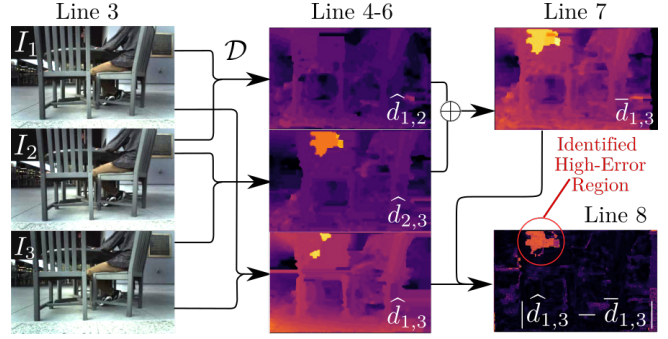 Line 3
Line 4-6
Line 7
I₁
𝒟
d̂₁,₂
⊕
d̄₁,₃
I₂
d̂₂,₃
Identified
High-Error
Region
Line 8
I₃
d̂₁,₃
|d̂₁,₃ − d̄₁,₃|